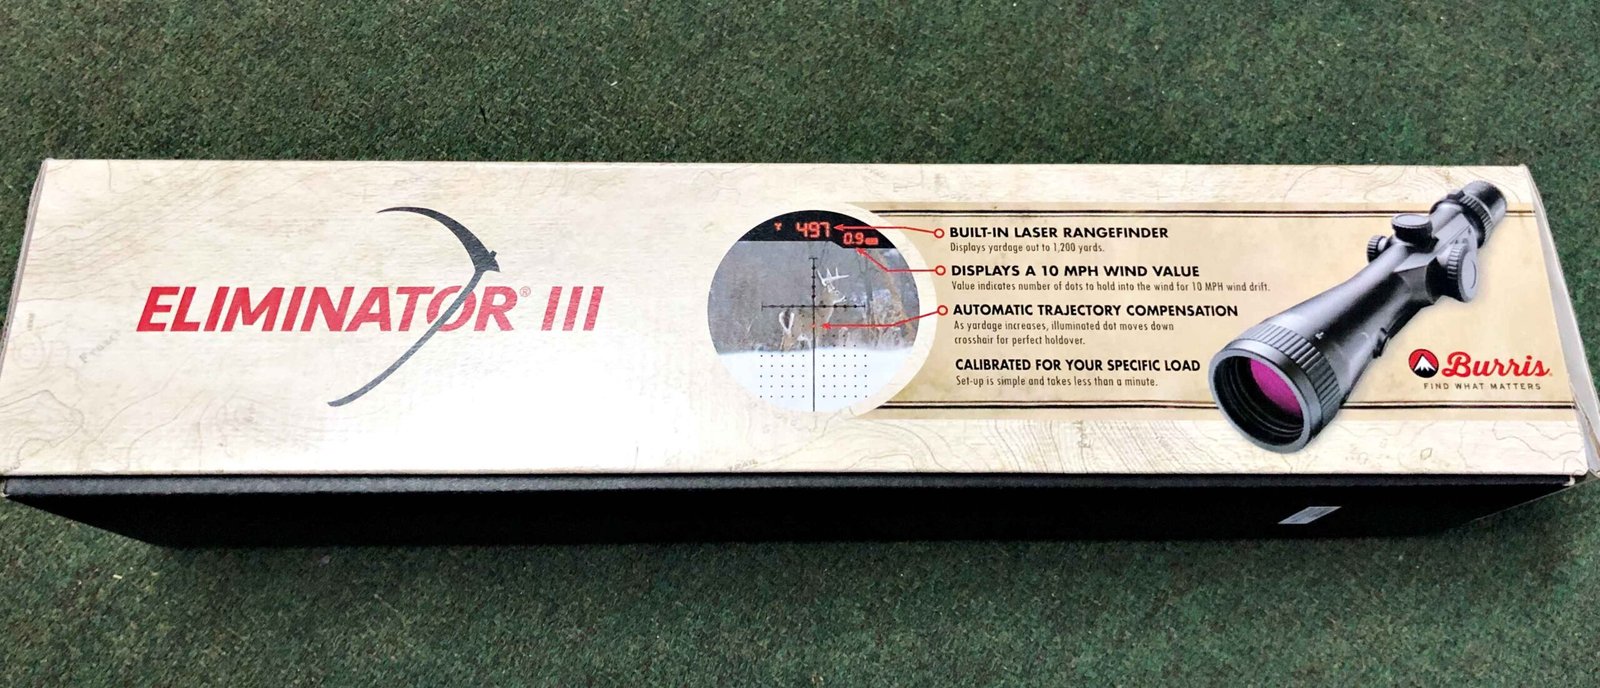 ELIMINATOR® III
497
0.9
BUILT-IN LASER RANGEFINDER
Displays yardage out to 1,200 yards.
DISPLAYS A 10 MPH WIND VALUE
Value indicates number of dots to hold into the wind for 10 MPH wind drift.
AUTOMATIC TRAJECTORY COMPENSATION
As yardage increases, illuminated dot moves down
crosshair for perfect holdover.
CALIBRATED FOR YOUR SPECIFIC LOAD
Set-up is simple and takes less than a minute.
Burris
FIND WHAT MATTERS